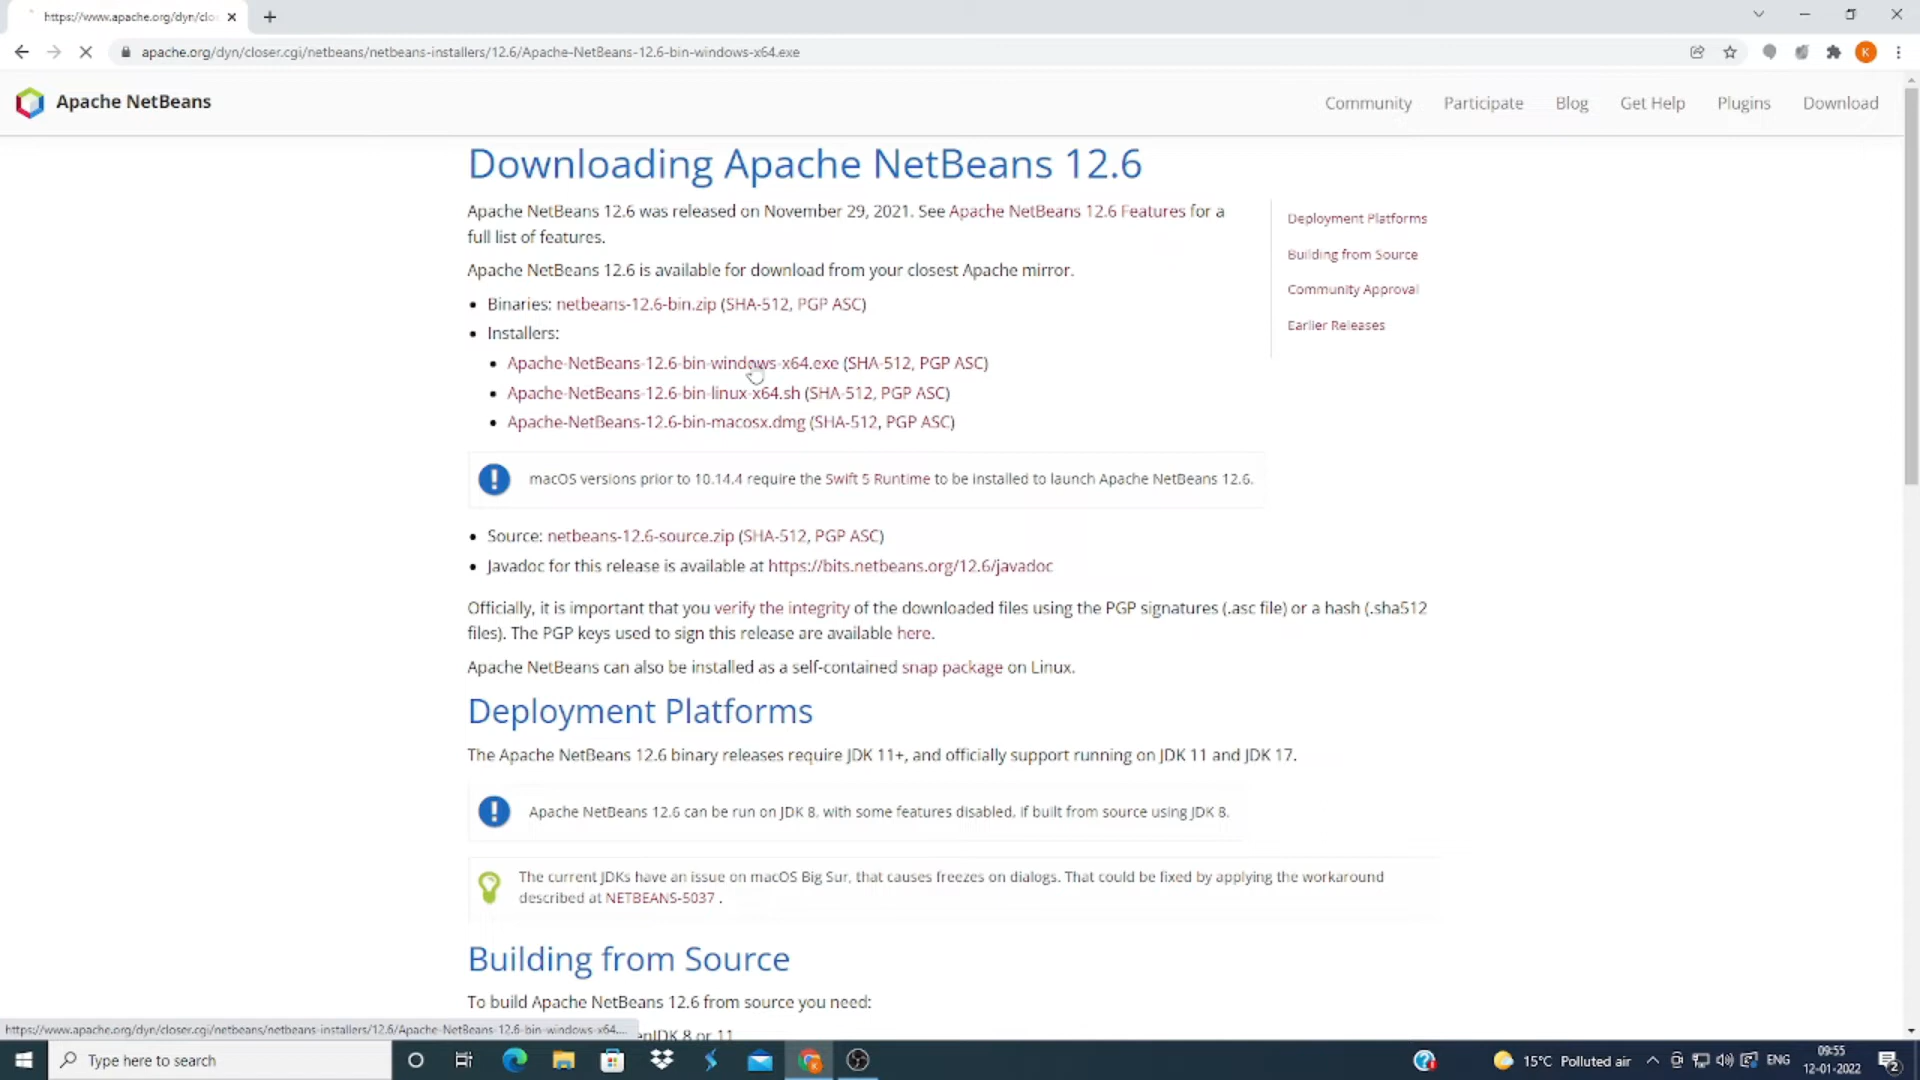 https://www.apache.org/dyn/clo
apache.org/dyn/closer.cgi/netbeans/netbeans-installers/12.6/Apache-NetBeans-12.6-bin-windows-x64.exe
K
Apache NetBeans
Community Participate Blog Get Help Plugins Download
Downloading Apache NetBeans 12.6
Apache NetBeans 12.6 was released on November 29, 2021. See Apache NetBeans 12.6 Features for a
full list of features.
Apache NetBeans 12.6 is available for download from your closest Apache mirror.
• Binaries: netbeans-12.6-bin.zip (SHA-512, PGP ASC)
• Installers:
• Apache-NetBeans-12.6-bin-windows-x64.exe (SHA-512, PGP ASC)
• Apache-NetBeans-12.6-bin-linux-x64.sh (SHA-512, PGP ASC)
• Apache-NetBeans-12.6-bin-macosx.dmg (SHA-512, PGP ASC)
Deployment Platforms
Building from Source
Community Approval
Earlier Releases
macOS versions prior to 10.14.4 require the Swift 5 Runtime to be installed to launch Apache NetBeans 12.6.
• Source: netbeans-12.6-source.zip (SHA-512, PGP ASC)
• Javadoc for this release is available at https://bits.netbeans.org/12.6/javadoc
Officially, it is important that you verify the integrity of the downloaded files using the PGP signatures (.asc file) or a hash (.sha512
files). The PGP keys used to sign this release are available here.
Apache NetBeans can also be installed as a self-contained snap package on Linux.
Deployment Platforms
The Apache NetBeans 12.6 binary releases require JDK 11+, and officially support running on JDK 11 and JDK 17.
Apache NetBeans 12.6 can be run on JDK 8, with some features disabled, if built from source using JDK 8.
The current JDKs have an issue on macOS Big Sur, that causes freezes on dialogs. That could be fixed by applying the workaround
described at NETBEANS-5037 .
Building from Source
To build Apache NetBeans 12.6 from source you need:
enJDK 8 or 11
https://www.apache.org/dyn/closer.cgi/netbeans/netbeans-installers/12.6/Apache-NetBeans-12.6-bin-windows-x64....
Type here to search
15°C Polluted air
ENG
09:55
12-01-2022
2